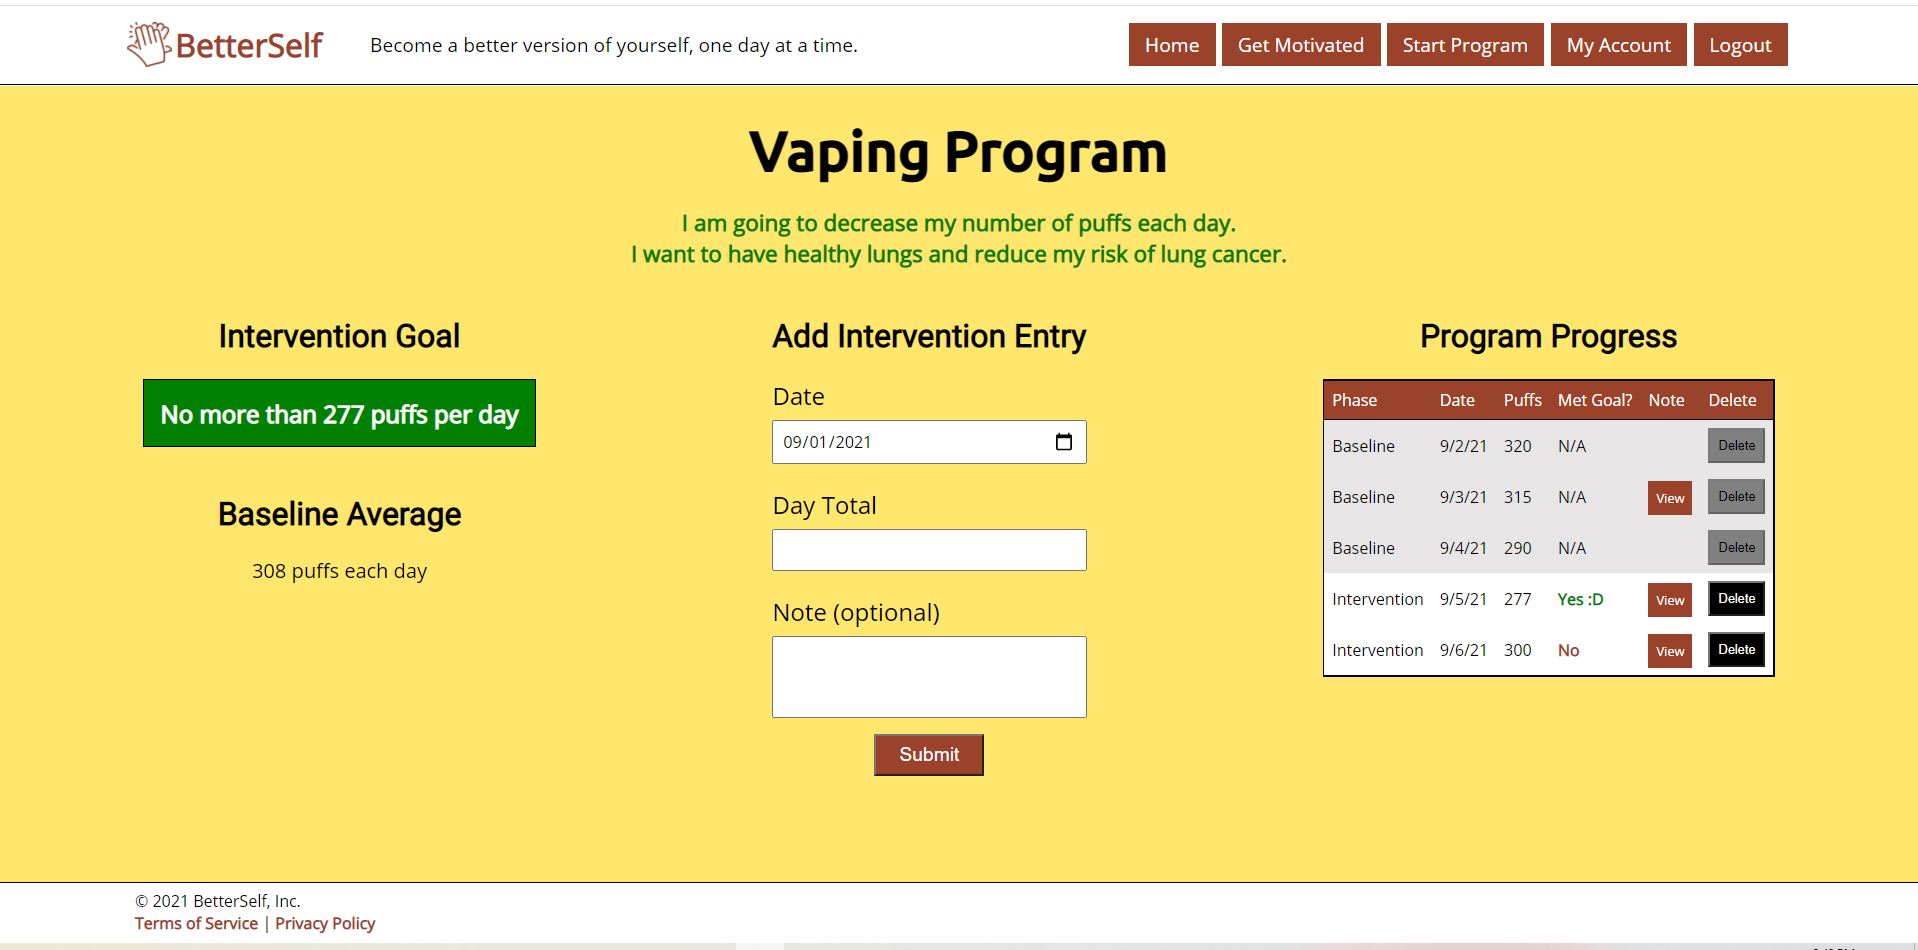 BetterSelf
Become a better version of yourself, one day at a time.
Home
Get Motivated
Start Program
My Account
Logout
Vaping Program
I am going to decrease my number of puffs each day.
I want to have healthy lungs and reduce my risk of lung cancer.
Intervention Goal
No more than 277 puffs per day
Baseline Average
308 puffs each day
Add Intervention Entry
Date
09/01/2021
Day Total
Note (optional)
Submit
Program Progress
Phase Date Puffs Met Goal? Note Delete
Baseline 9/2/21 320 N/A Delete
Baseline 9/3/21 315 N/A View Delete
Baseline 9/4/21 290 N/A Delete
Intervention 9/5/21 277 Yes :D View Delete
Intervention 9/6/21 300 No View Delete
© 2021 BetterSelf, Inc.
Terms of Service | Privacy Policy